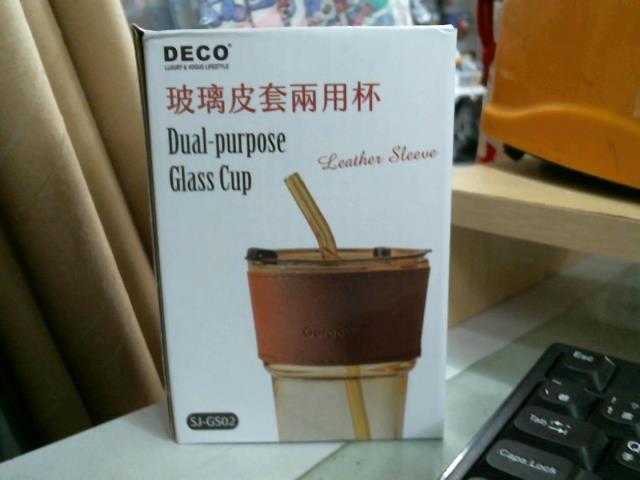 DECO®
LUXURY & VOGUE LIFESTYLE
玻璃皮套兩用杯
Dual-purpose
Glass Cup
Leather Sleeve
SJ-GS02
Esc
Tab
Caps Lock